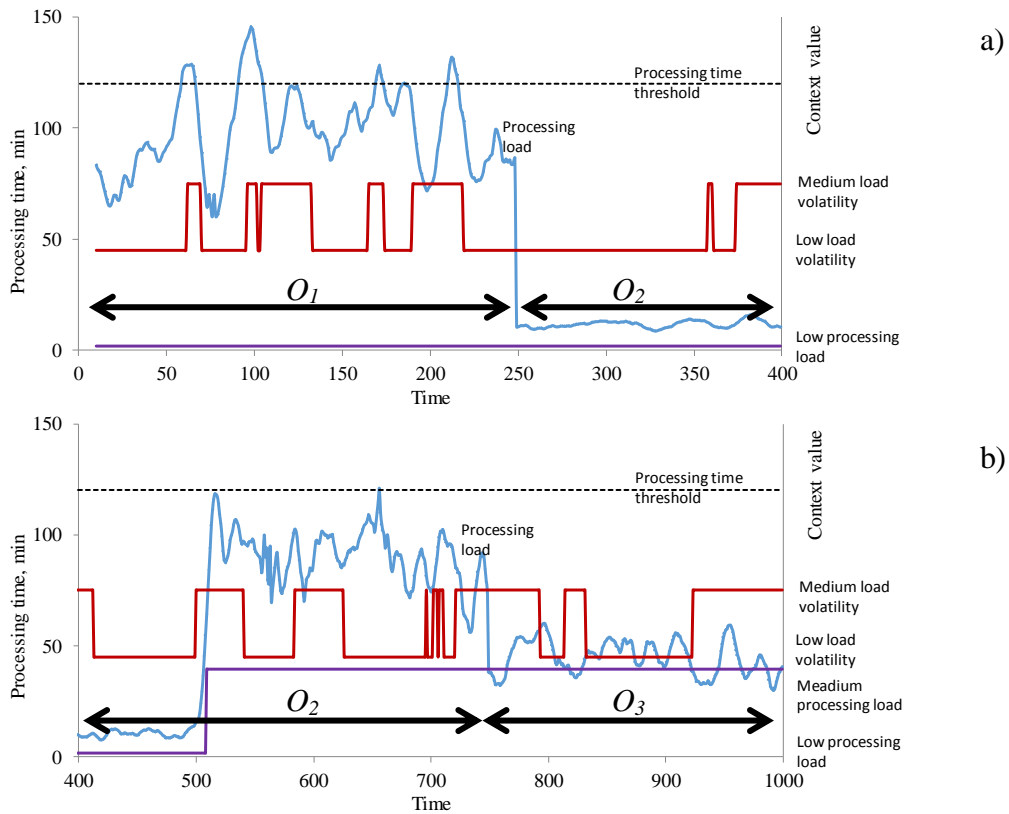 a)
150
100
50
0
Processing time, min
Context value
Processing time
threshold
Processing
load
Medium load
volatility
Low load
volatility
O1
O2
Low processing
load
0
50
100
150
200
250
300
350
400
Time
b)
150
100
50
0
Processing time, min
Context value
Processing time
threshold
Processing
load
Medium load
volatility
Low load
volatility
Meadium
processing load
O2
O3
Low processing
load
400
500
600
700
800
900
1000
Time